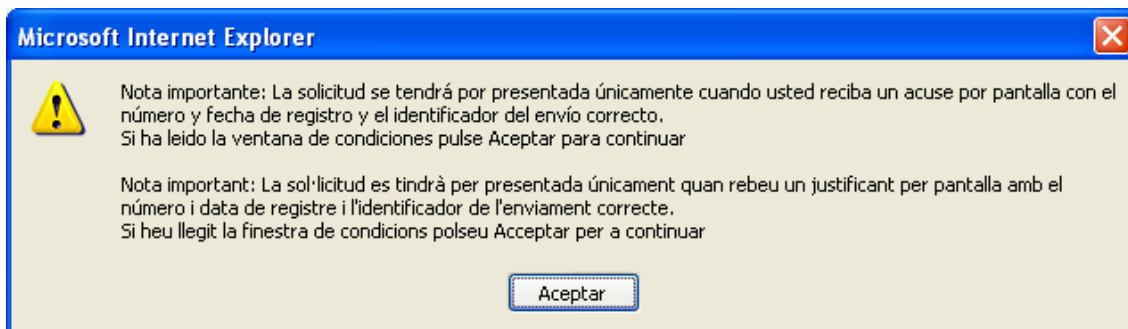 Microsoft Internet Explorer
Nota importante: La solicitud se tendrá por presentada únicamente cuando usted reciba un acuse por pantalla con el
número y fecha de registro y el identificador del envío correcto.
Si ha leido la ventana de condiciones pulse Aceptar para continuar
Nota important: La sol·licitud es tindrà per presentada únicament quan rebeu un justificant per pantalla amb el
número i data de registre i l'identificador de l'enviament correcte.
Si heu llegit la finestra de condicions polseu Acceptar per a continuar
Aceptar